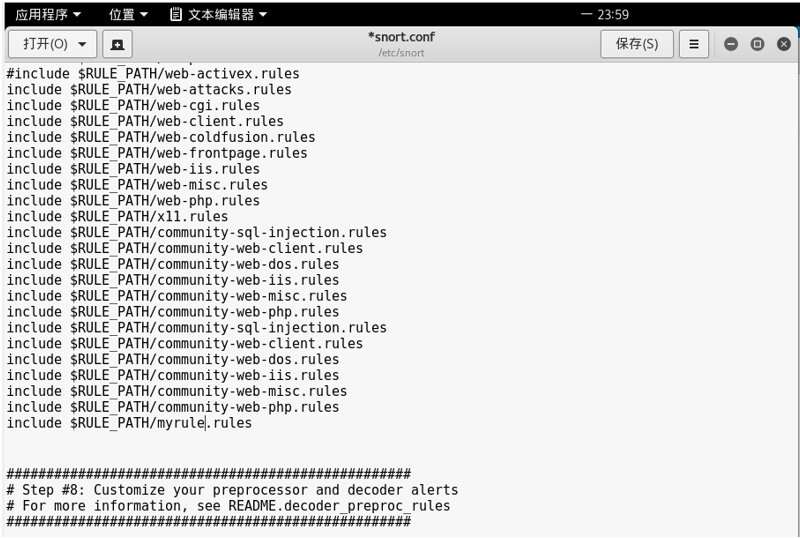 应用程序 位置 文本编辑器 一 23:59
打开(O) *snort.conf 保存(S)
/etc/snort
#include $RULE_PATH/web-activex.rules
include $RULE_PATH/web-attacks.rules
include $RULE_PATH/web-cgi.rules
include $RULE_PATH/web-client.rules
include $RULE_PATH/web-coldfusion.rules
include $RULE_PATH/web-frontpage.rules
include $RULE_PATH/web-iis.rules
include $RULE_PATH/web-misc.rules
include $RULE_PATH/web-php.rules
include $RULE_PATH/x11.rules
include $RULE_PATH/community-sql-injection.rules
include $RULE_PATH/community-web-client.rules
include $RULE_PATH/community-web-dos.rules
include $RULE_PATH/community-web-iis.rules
include $RULE_PATH/community-web-misc.rules
include $RULE_PATH/community-web-php.rules
include $RULE_PATH/community-sql-injection.rules
include $RULE_PATH/community-web-client.rules
include $RULE_PATH/community-web-dos.rules
include $RULE_PATH/community-web-iis.rules
include $RULE_PATH/community-web-misc.rules
include $RULE_PATH/community-web-php.rules
include $RULE_PATH/myrule.rules
###################################################
# Step #8: Customize your preprocessor and decoder alerts
# For more information, see README.decoder_preproc_rules
###################################################